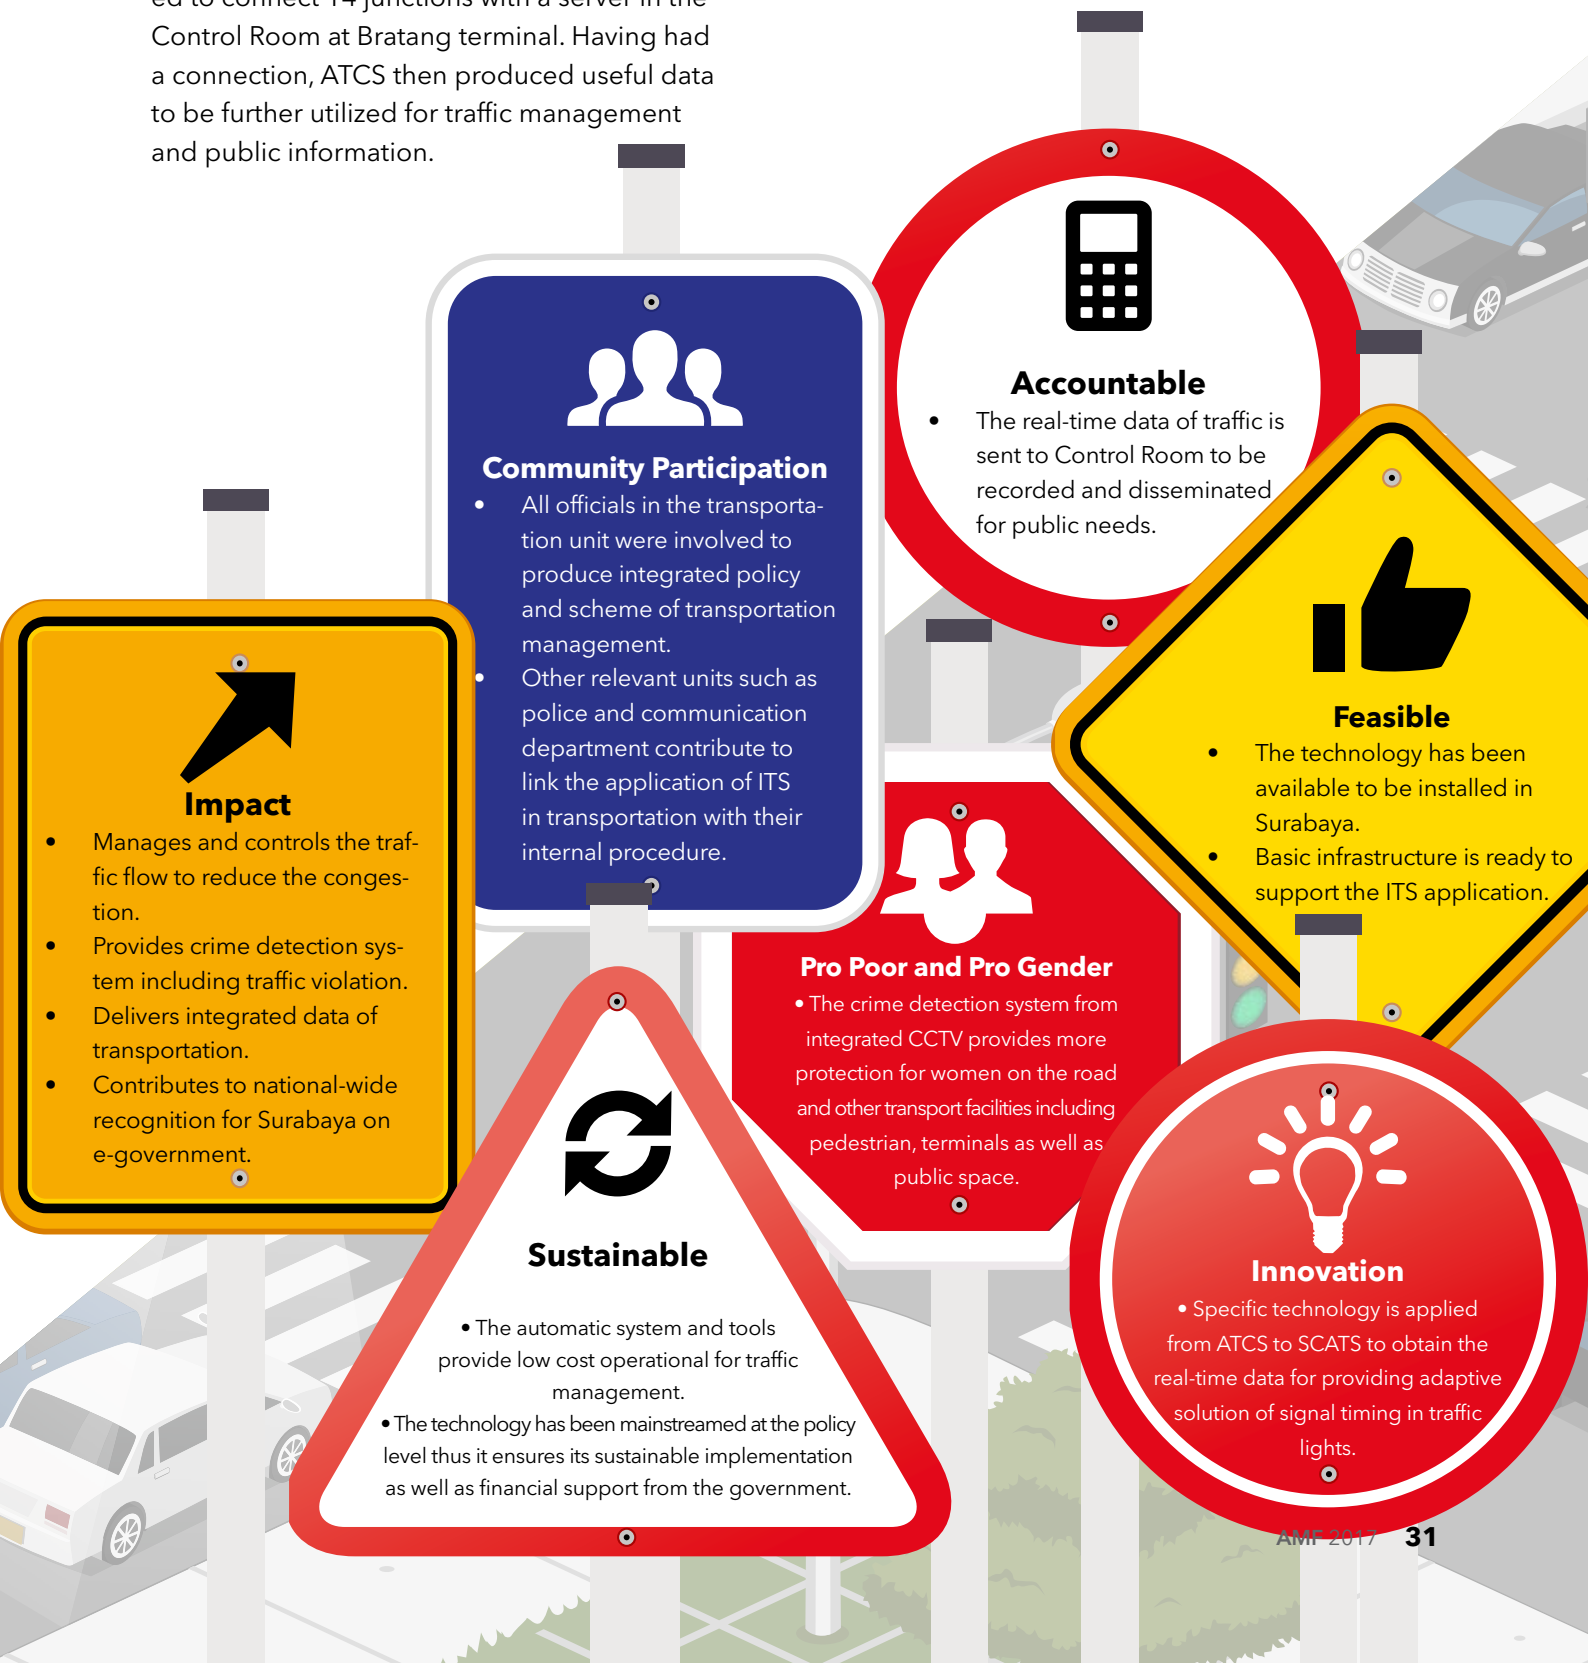 ed to connect 14 junctions with a server in the
Control Room at Bratang terminal. Having had
a connection, ATCS then produced useful data
to be further utilized for traffic management
and public information.
Accountable
• The real-time data of traffic is
sent to Control Room to be
recorded and disseminated
for public needs.
Community Participation
• All officials in the transporta-
tion unit were involved to
produce integrated policy
and scheme of transportation
management.
• Other relevant units such as
police and communication
department contribute to
link the application of ITS
in transportation with their
internal procedure.
Feasible
• The technology has been
available to be installed in
Surabaya.
• Basic infrastructure is ready to
support the ITS application.
Impact
• Manages and controls the traf-
fic flow to reduce the conges-
tion.
• Provides crime detection sys-
tem including traffic violation.
• Delivers integrated data of
transportation.
• Contributes to national-wide
recognition for Surabaya on
e-government.
Pro Poor and Pro Gender
• The crime detection system from
integrated CCTV provides more
protection for women on the road
and other transport facilities including
pedestrian, terminals as well as
public space.
Sustainable
• The automatic system and tools
provide low cost operational for traffic
management.
• The technology has been mainstreamed at the policy
level thus it ensures its sustainable implementation
as well as financial support from the government.
Innovation
• Specific technology is applied
from ATCS to SCATS to obtain the
real-time data for providing adaptive
solution of signal timing in traffic
lights.
AMF 2017 31